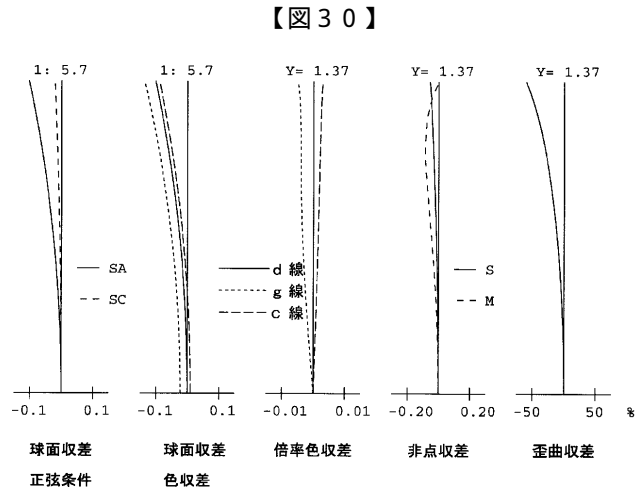 【図３０】
1: 5.7
1: 5.7
Y= 1.37
Y= 1.37
Y= 1.37
SA
SC
d 線
g 線
c 線
S
M
-0.1 0.1
-0.1 0.1
-0.01 0.01
-0.20 0.20
-50 50 %
球面収差
正弦条件
球面収差
色収差
倍率色収差
非点収差
歪曲収差